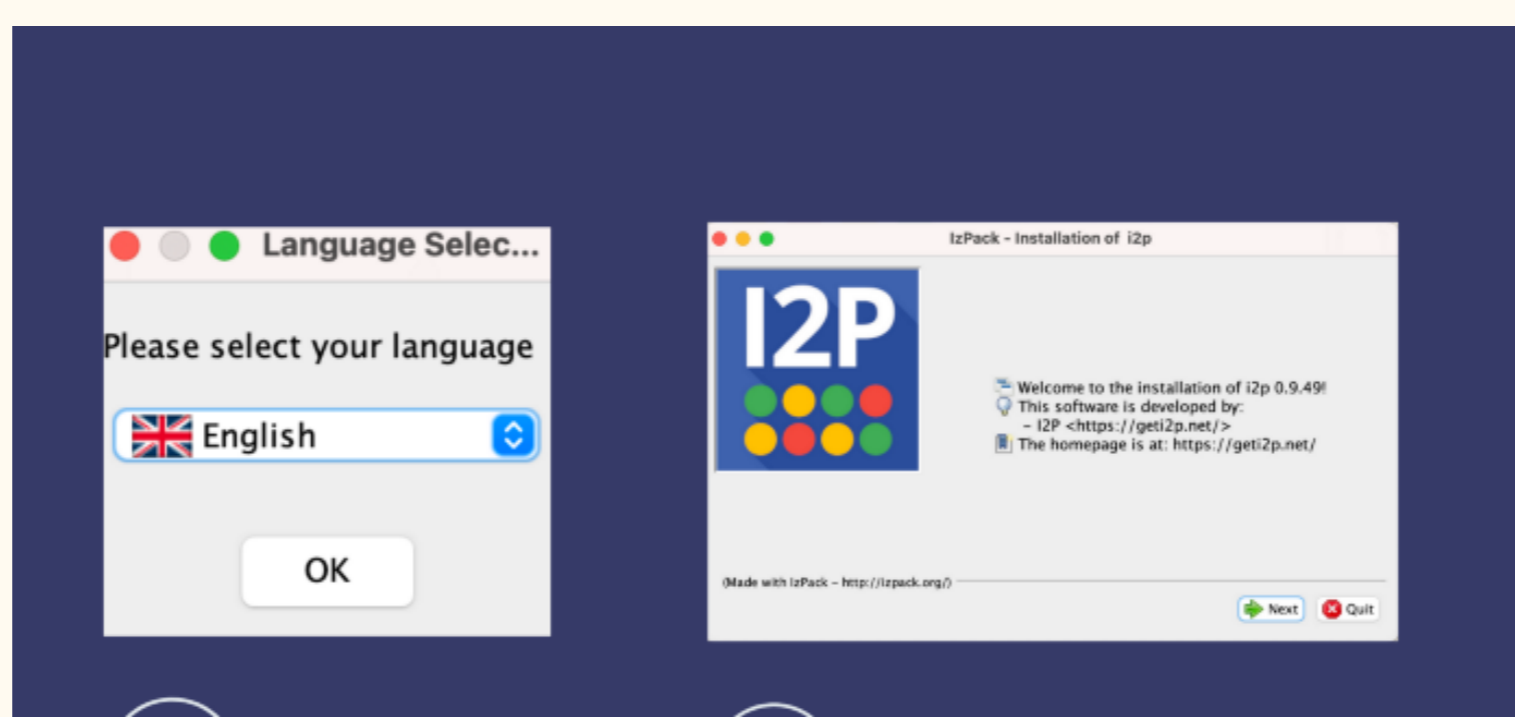 Language Selec...
Please select your language
English
OK
IzPack - Installation of i2p
I2P
Welcome to the installation of i2p 0.9.49!
This software is developed by:
- I2P <https://geti2p.net/>
The homepage is at: https://geti2p.net/
(Made with IzPack - http://izpack.org/)
Next
Quit